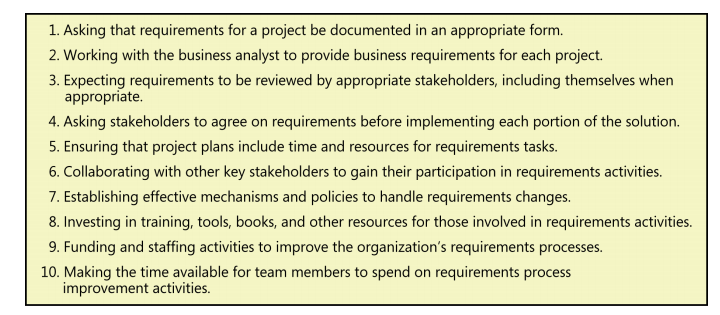 1. Asking that requirements for a project be documented in an appropriate form.
2. Working with the business analyst to provide business requirements for each project.
3. Expecting requirements to be reviewed by appropriate stakeholders, including themselves when
appropriate.
4. Asking stakeholders to agree on requirements before implementing each portion of the solution.
5. Ensuring that project plans include time and resources for requirements tasks.
6. Collaborating with other key stakeholders to gain their participation in requirements activities.
7. Establishing effective mechanisms and policies to handle requirements changes.
8. Investing in training, tools, books, and other resources for those involved in requirements activities.
9. Funding and staffing activities to improve the organization's requirements processes.
10. Making the time available for team members to spend on requirements process
improvement activities.